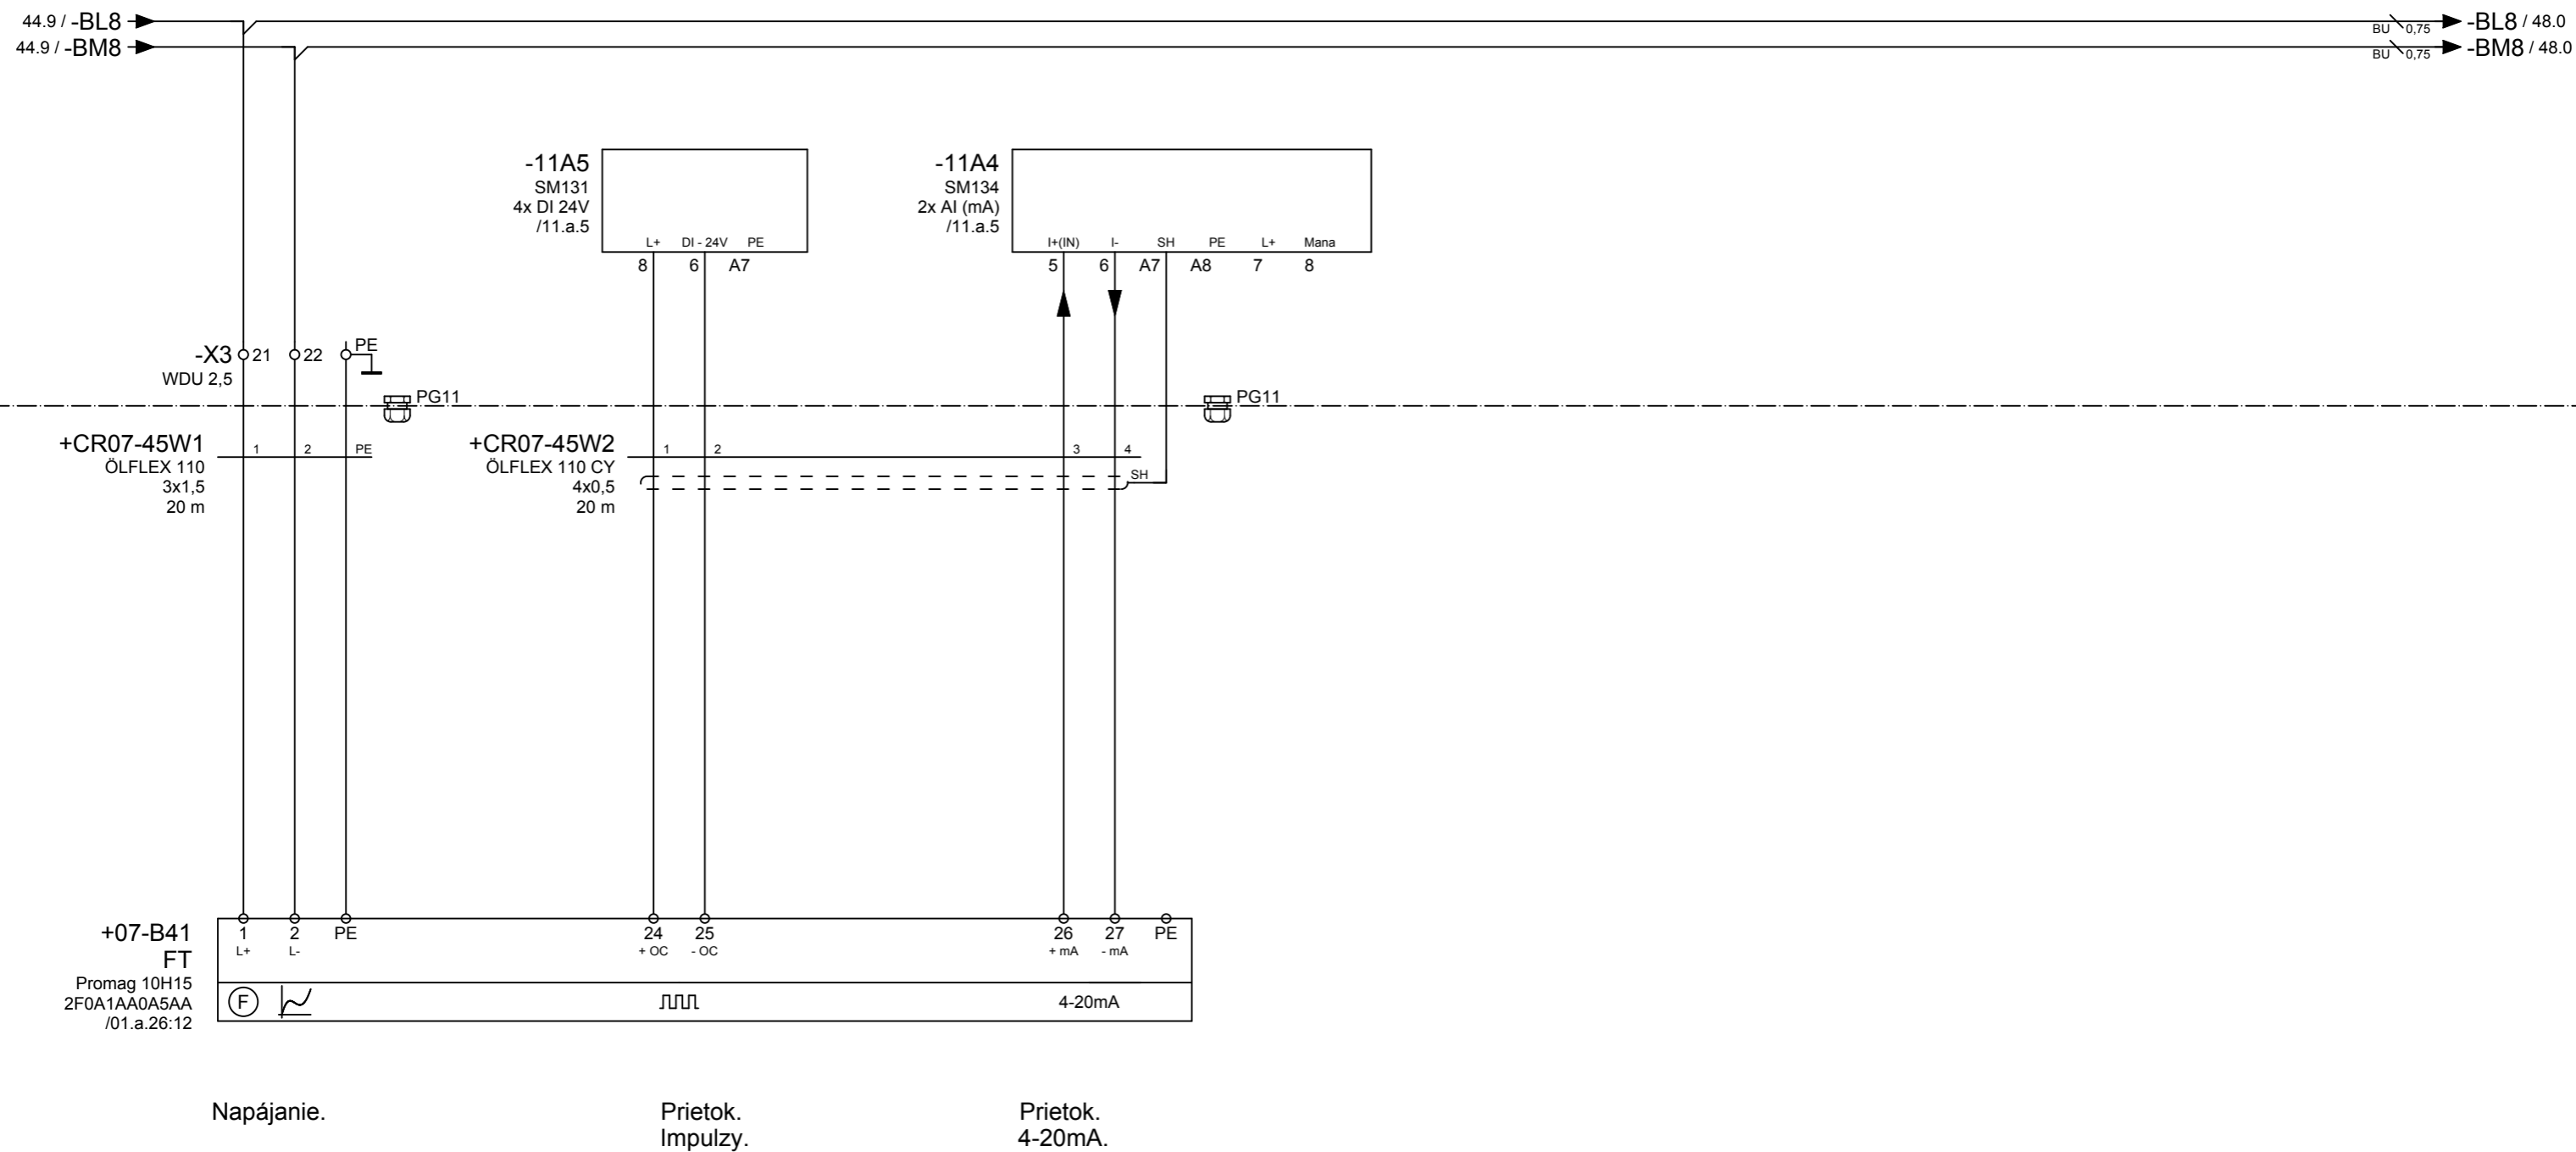 44.9 / -BL8
BU 0,75 -BL8 / 48.0
44.9 / -BM8
BU 0,75 -BM8 / 48.0
-11A5
SM131
4x DI 24V
/11.a.5
L+ DI - 24V PE
8 6 A7
-11A4
SM134
2x AI (mA)
/11.a.5
I+(IN) I- SH PE L+ Mana
5 6 A7 A8 7 8
-X3 21 22 PE
WDU 2,5
PG11
PG11
+CR07-45W1
1 2 PE
ÖLFLEX 110
3x1,5
20 m
+CR07-45W2
1 2 3 4
ÖLFLEX 110 CY
SH
4x0,5
20 m
+07-B41
FT
Promag 10H15
2F0A1AA0A5AA
/01.a.26:12
1 2 PE 24 25 26 27 PE
L+ L- + OC - OC + mA - mA
F 4-20mA
Napájanie.
Prietok.
Impulzy.
Prietok.
4-20mA.